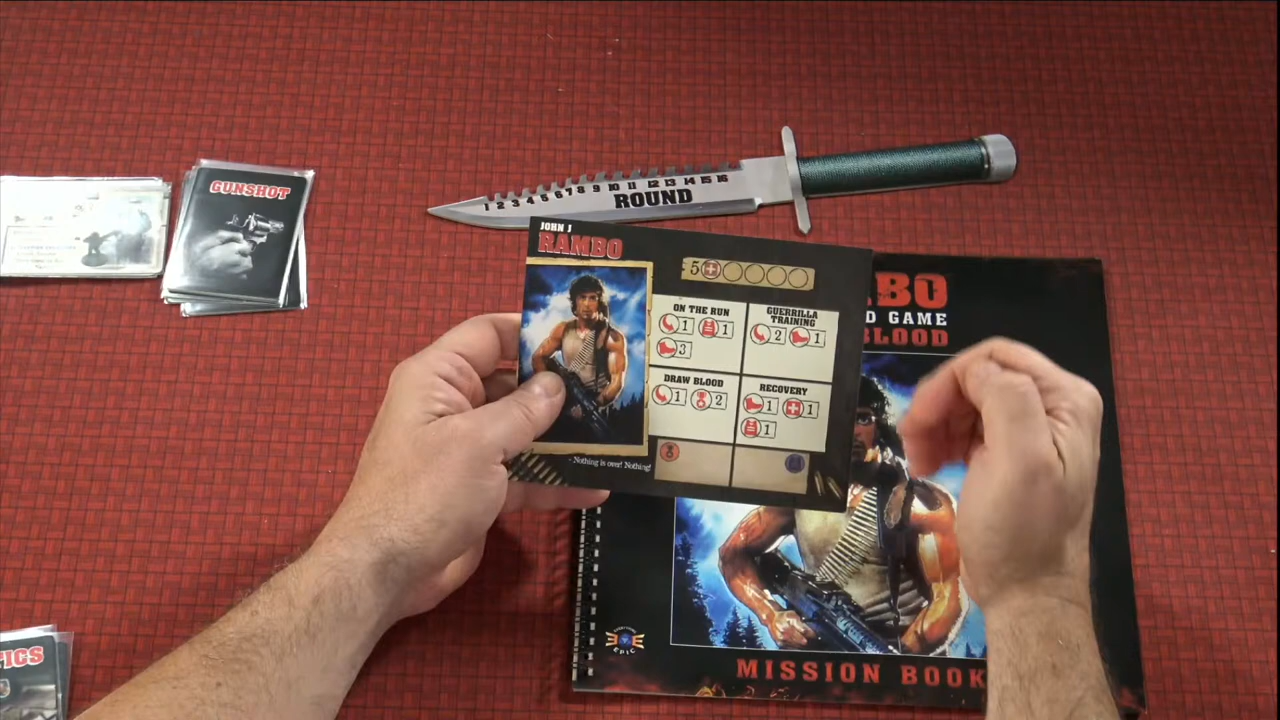 GUNSHOT
1 2 3 4 5 6 7 8 9 10 11 12 13 14 15 16
ROUND
JOHN J
RAMBO
5
ON THE RUN
1 1
3
GUERRILLA
TRAINING
2 1
DRAW BLOOD
1 2
RECOVERY
1 1
1
- Nothing is over! Nothing!
BO
D GAME
BLOOD
EPIC
MISSION BOOK
ICS